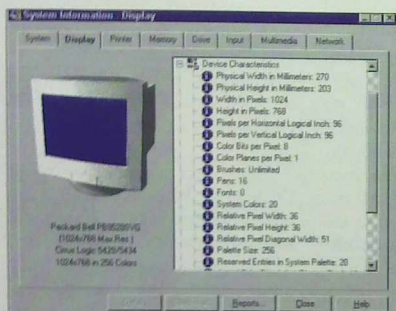 System Information - Display
System Display Printer Memory Drive Input Multimedia Network
Device Characteristics
Physical Width in Millimeters: 270
Physical Height in Millimeters: 203
Width in Pixels: 1024
Height in Pixels: 768
Pixels per Horizontal Logical Inch: 96
Pixels per Vertical Logical Inch: 96
Color Bits per Pixel: 8
Color Planes per Pixel: 1
Brushes: Unlimited
Pens: 16
Fonts: 0
System Colors: 20
Relative Pixel Width: 36
Relative Pixel Height: 36
Relative Pixel Diagonal Width: 51
Palette Size: 256
Reserved Entries in System Palette: 20
Packard Bell
(1024x768 Max Res.)
Cirrus Logic 5429/5434
1024x768 in 256 Colors
Reports... Close Help